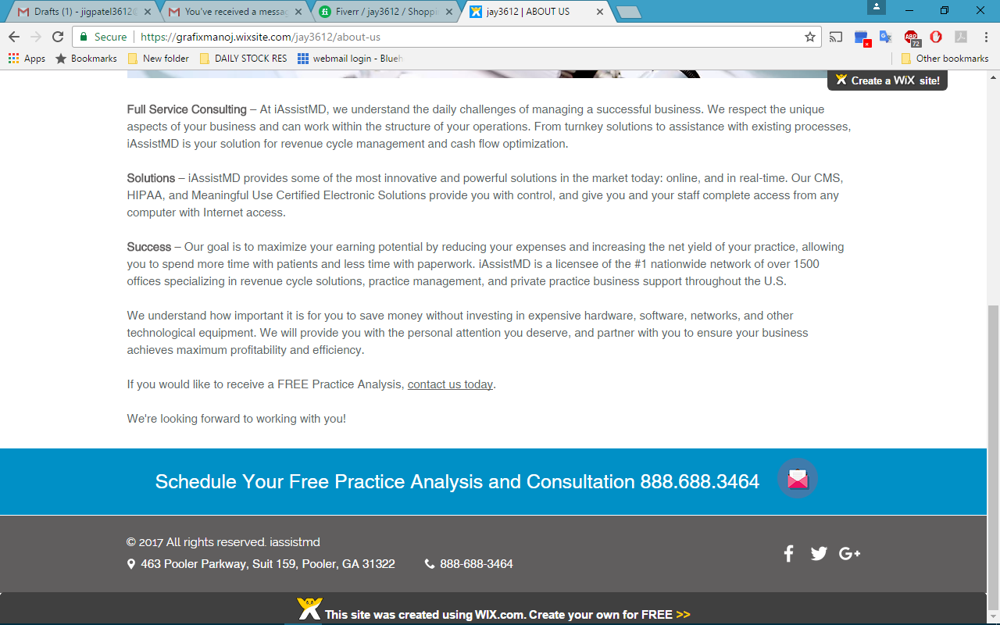 Drafts (1) - jigpatel3612@
You've received a messag
Fiverr / jay3612 / Shoppi
jay3612 | ABOUT US
Secure
https://grafixmanoj.wixsite.com/jay3612/about-us
ABP
72
Apps
Bookmarks
New folder
DAILY STOCK RES
webmail login - Blueh
Other bookmarks
Create a WiX site!
Full Service Consulting – At iAssistMD, we understand the daily challenges of managing a successful business. We respect the unique
aspects of your business and can work within the structure of your operations. From turnkey solutions to assistance with existing processes,
iAssistMD is your solution for revenue cycle management and cash flow optimization.
Solutions – iAssistMD provides some of the most innovative and powerful solutions in the market today: online, and in real-time. Our CMS,
HIPAA, and Meaningful Use Certified Electronic Solutions provide you with control, and give you and your staff complete access from any
computer with Internet access.
Success – Our goal is to maximize your earning potential by reducing your expenses and increasing the net yield of your practice, allowing
you to spend more time with patients and less time with paperwork. iAssistMD is a licensee of the #1 nationwide network of over 1500
offices specializing in revenue cycle solutions, practice management, and private practice business support throughout the U.S.
We understand how important it is for you to save money without investing in expensive hardware, software, networks, and other
technological equipment. We will provide you with the personal attention you deserve, and partner with you to ensure your business
achieves maximum profitability and efficiency.
If you would like to receive a FREE Practice Analysis, contact us today.
We're looking forward to working with you!
Schedule Your Free Practice Analysis and Consultation 888.688.3464
© 2017 All rights reserved. iassistmd
463 Pooler Parkway, Suit 159, Pooler, GA 31322
888-688-3464
G+
This site was created using WIX.com. Create your own for FREE >>